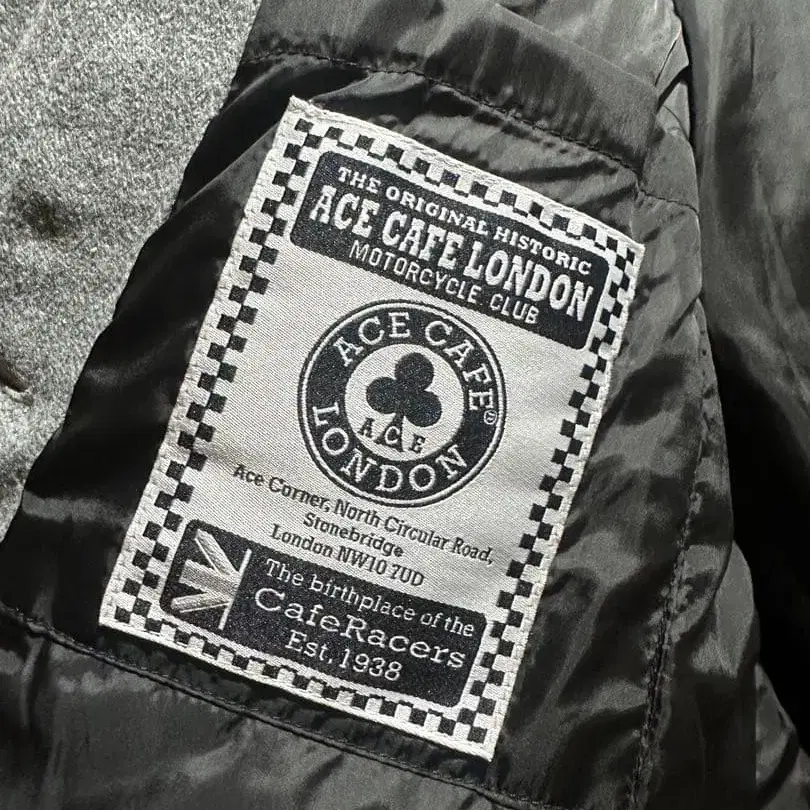 THE ORIGINAL HISTORIC
ACE CAFE LONDON
MOTORCYCLE CLUB
ACE CAFE®
ACE
LONDON
Ace Corner, North Circular Road,
Stonebridge
London NW10 7UD
The birthplace of the
CafeRacers
Est. 1938